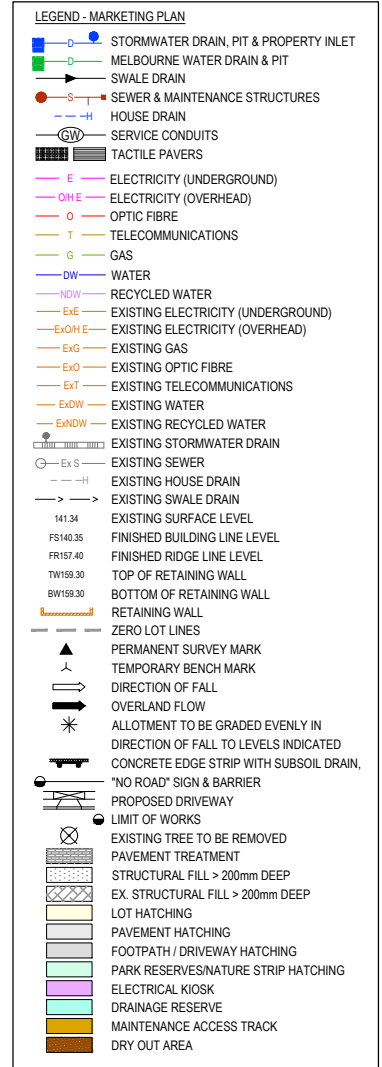 LEGEND - MARKETING PLAN
D STORMWATER DRAIN, PIT & PROPERTY INLET
D MELBOURNE WATER DRAIN & PIT
SWALE DRAIN
S SEWER & MAINTENANCE STRUCTURES
H HOUSE DRAIN
GW SERVICE CONDUITS
TACTILE PAVERS
E ELECTRICITY (UNDERGROUND)
O/H E ELECTRICITY (OVERHEAD)
O OPTIC FIBRE
T TELECOMMUNICATIONS
G GAS
DW WATER
NDW RECYCLED WATER
ExE EXISTING ELECTRICITY (UNDERGROUND)
ExO/H E EXISTING ELECTRICITY (OVERHEAD)
ExG EXISTING GAS
ExO EXISTING OPTIC FIBRE
ExT EXISTING TELECOMMUNICATIONS
ExDW EXISTING WATER
ExNDW EXISTING RECYCLED WATER
EXISTING STORMWATER DRAIN
Ex S EXISTING SEWER
H EXISTING HOUSE DRAIN
EXISTING SWALE DRAIN
141.34 EXISTING SURFACE LEVEL
FS140.35 FINISHED BUILDING LINE LEVEL
FR157.40 FINISHED RIDGE LINE LEVEL
TW159.30 TOP OF RETAINING WALL
BW159.30 BOTTOM OF RETAINING WALL
RETAINING WALL
ZERO LOT LINES
PERMANENT SURVEY MARK
TEMPORARY BENCH MARK
DIRECTION OF FALL
OVERLAND FLOW
ALLOTMENT TO BE GRADED EVENLY IN
DIRECTION OF FALL TO LEVELS INDICATED
CONCRETE EDGE STRIP WITH SUBSOIL DRAIN,
"NO ROAD" SIGN & BARRIER
PROPOSED DRIVEWAY
LIMIT OF WORKS
EXISTING TREE TO BE REMOVED
PAVEMENT TREATMENT
STRUCTURAL FILL > 200mm DEEP
EX. STRUCTURAL FILL > 200mm DEEP
LOT HATCHING
PAVEMENT HATCHING
FOOTPATH / DRIVEWAY HATCHING
PARK RESERVES/NATURE STRIP HATCHING
ELECTRICAL KIOSK
DRAINAGE RESERVE
MAINTENANCE ACCESS TRACK
DRY OUT AREA